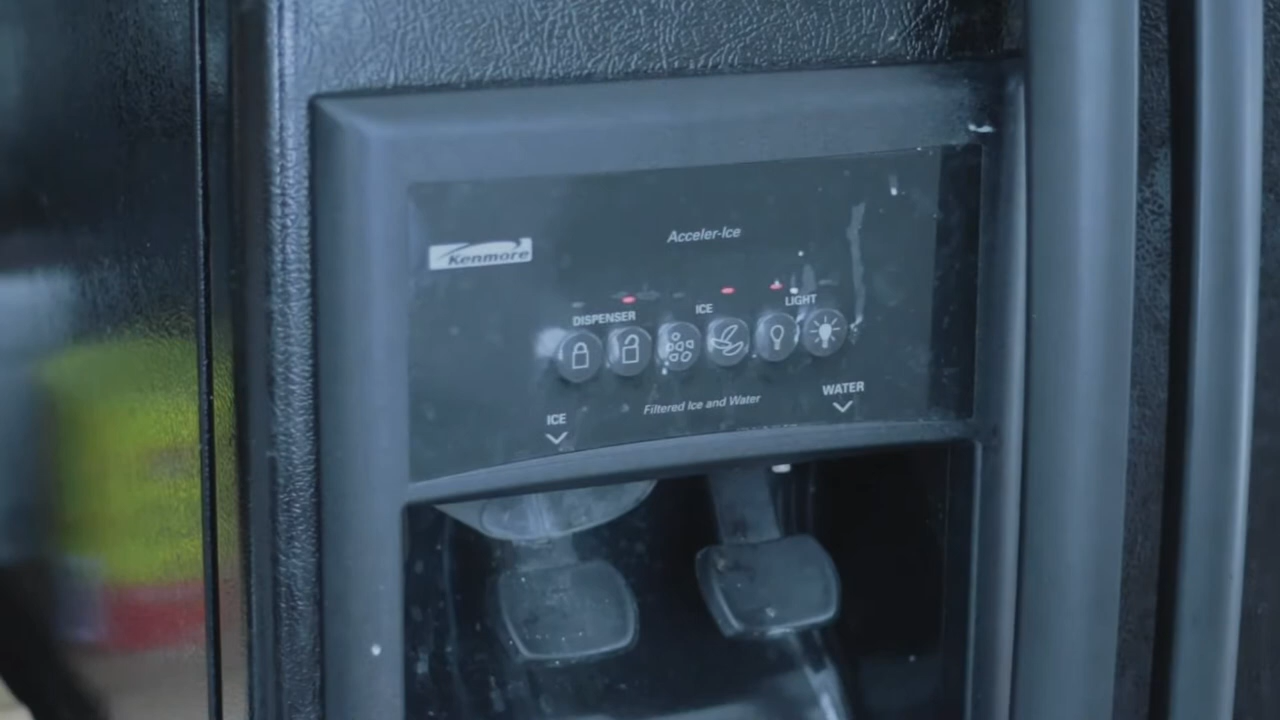 Acceler-Ice
Kenmore
DISPENSER ICE LIGHT
ICE WATER
Filtered Ice and Water